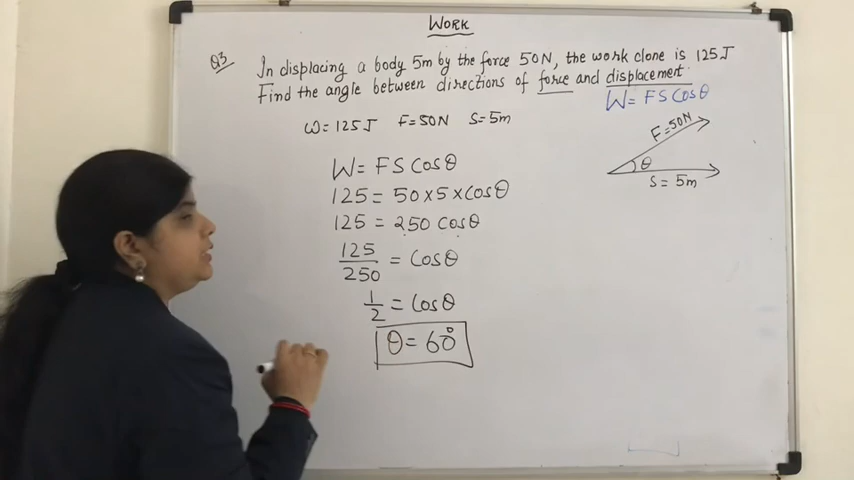 WORK
Q3 In displacing a body 5m by the force 50N, the work done is 125J
Find the angle between directions of force and displacement.
W= FS Cosθ
W=125J F=50N S=5m
F=50N
θ
S=5m
W= FS Cosθ
125= 50×5×Cosθ
125= 250 Cosθ
125/250 = Cosθ
1/2 = Cosθ
θ= 60°